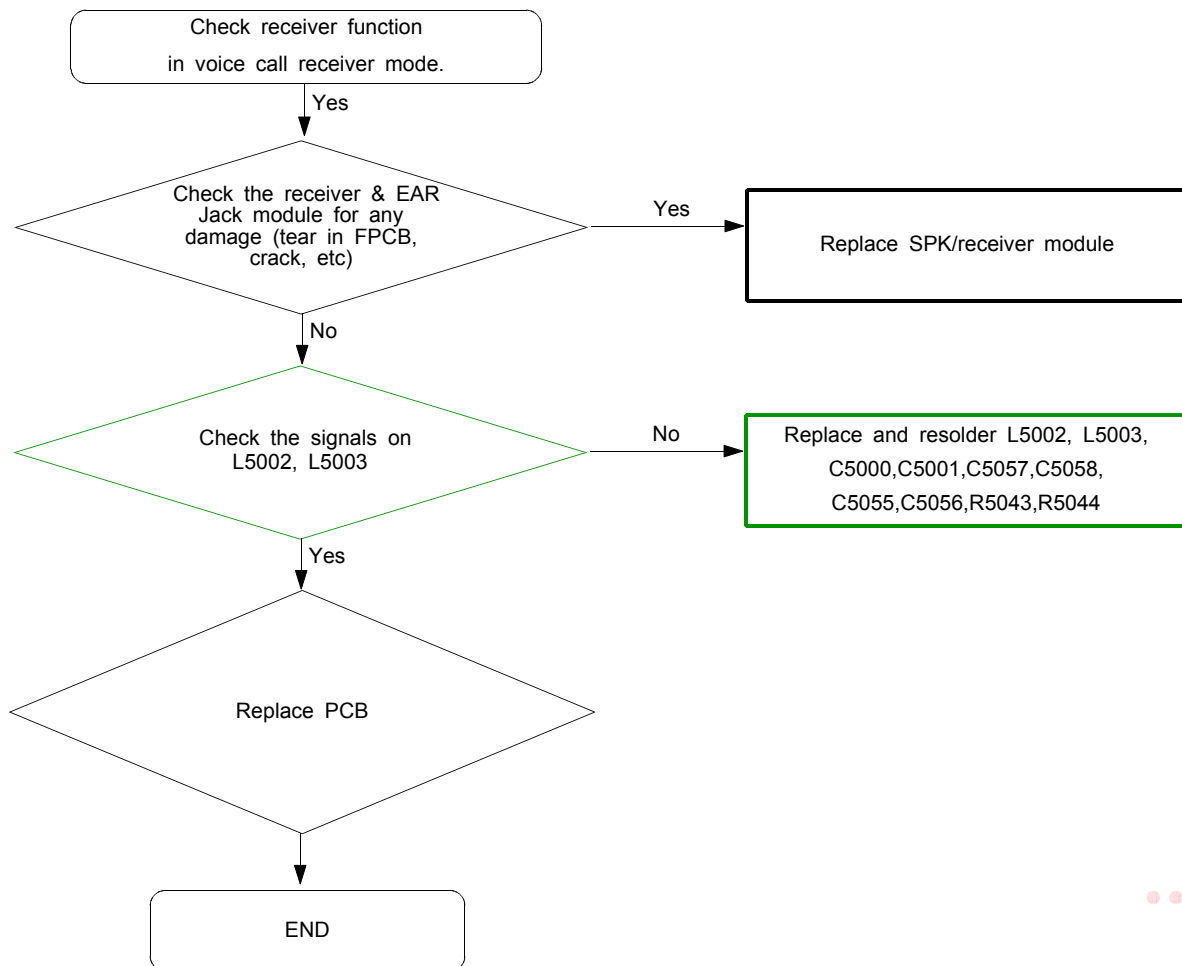 Check receiver function
in voice call receiver mode.
Yes
Check the receiver & EAR
Jack module for any
damage (tear in FPCB,
crack, etc)
Yes
Replace SPK/receiver module
No
Check the signals on
L5002, L5003
No
Replace and resolder L5002, L5003,
C5000,C5001,C5057,C5058,
C5055,C5056,R5043,R5044
Yes
Replace PCB
END